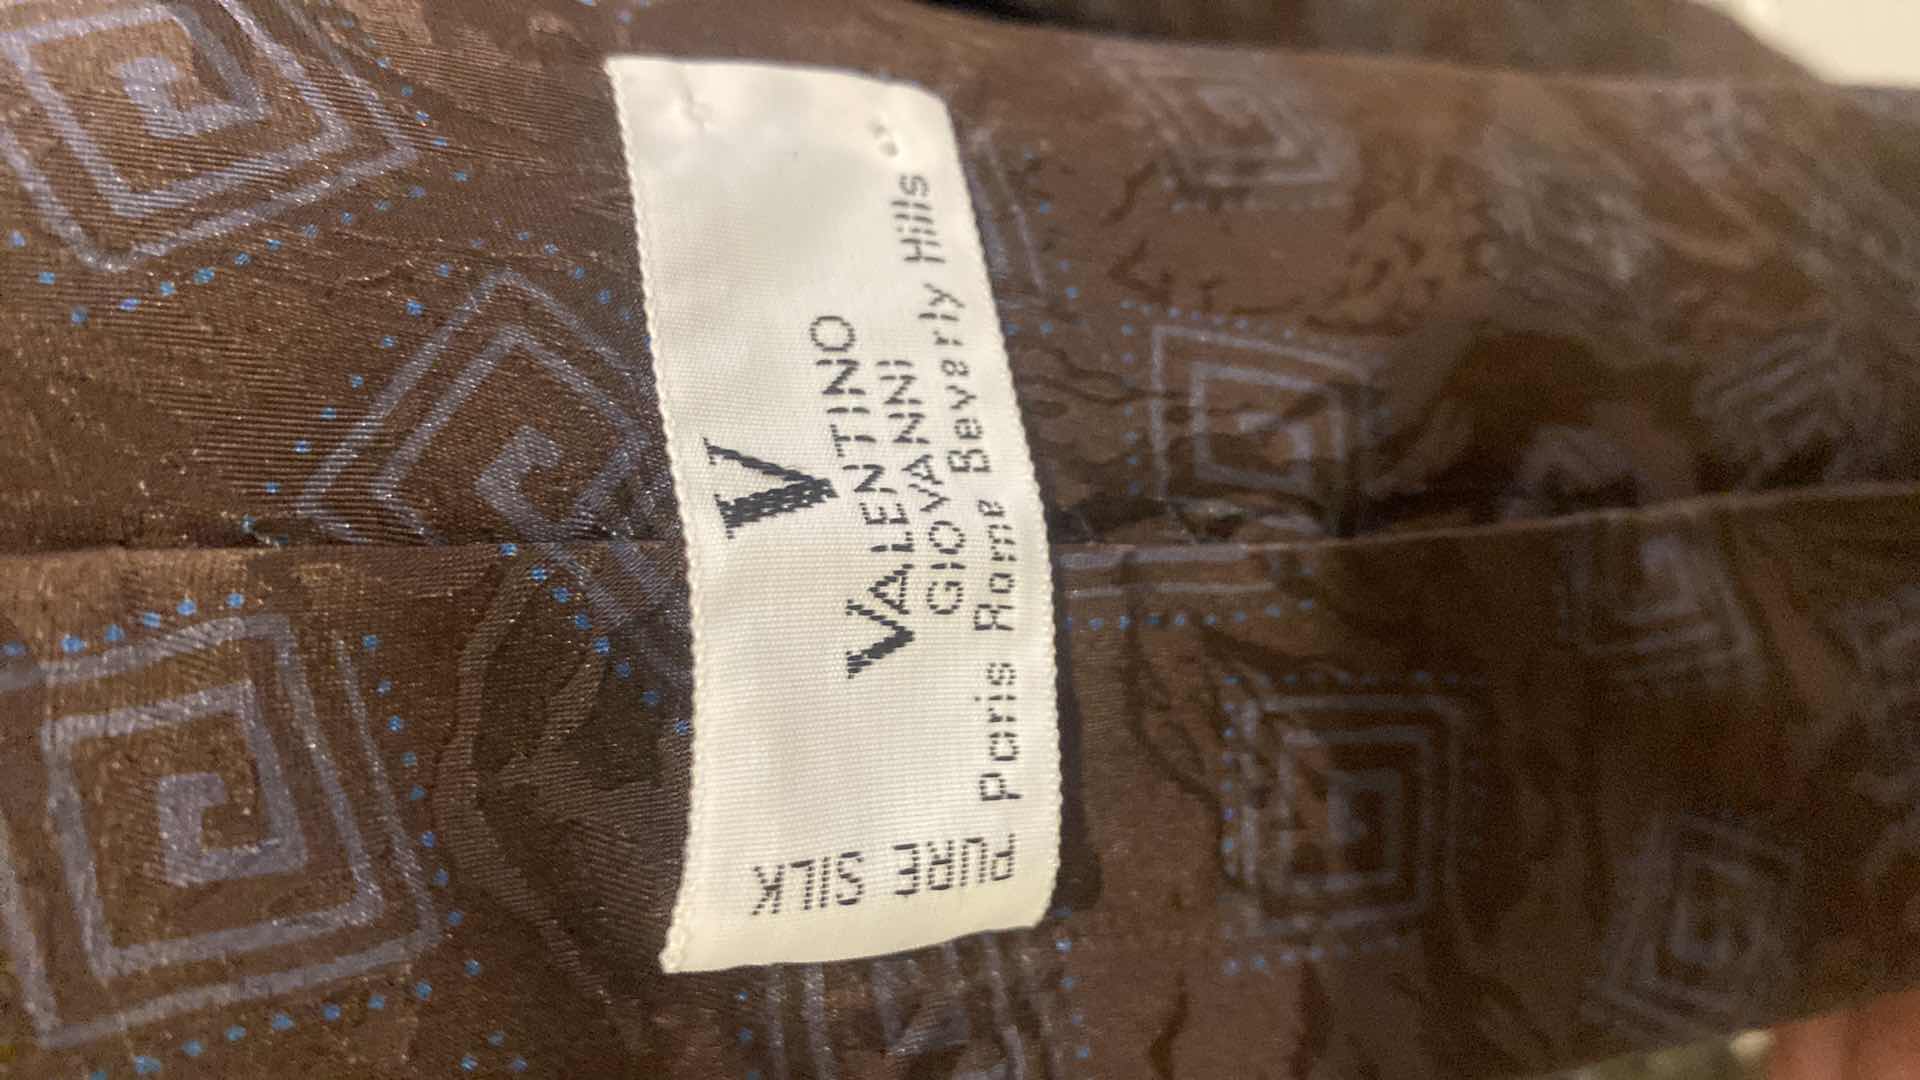 V
VALENTINO
GIOVANNI
Paris Rome Beverly Hills
PURE SILK